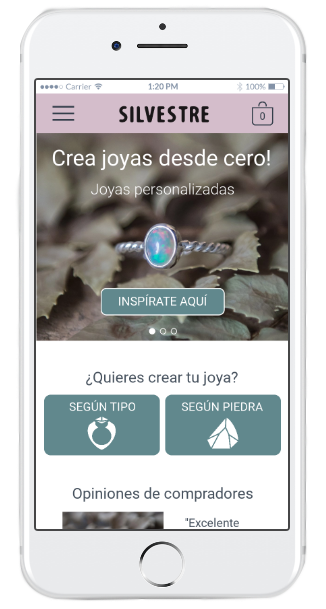 Carrier 1:20 PM 100%
SILVESTRE
0
Crea joyas desde cero!
Joyas personalizadas
INSPÍRATE AQUÍ
¿Quieres crear tu joya?
SEGÚN TIPO SEGÚN PIEDRA
Opiniones de compradores
"Excelente